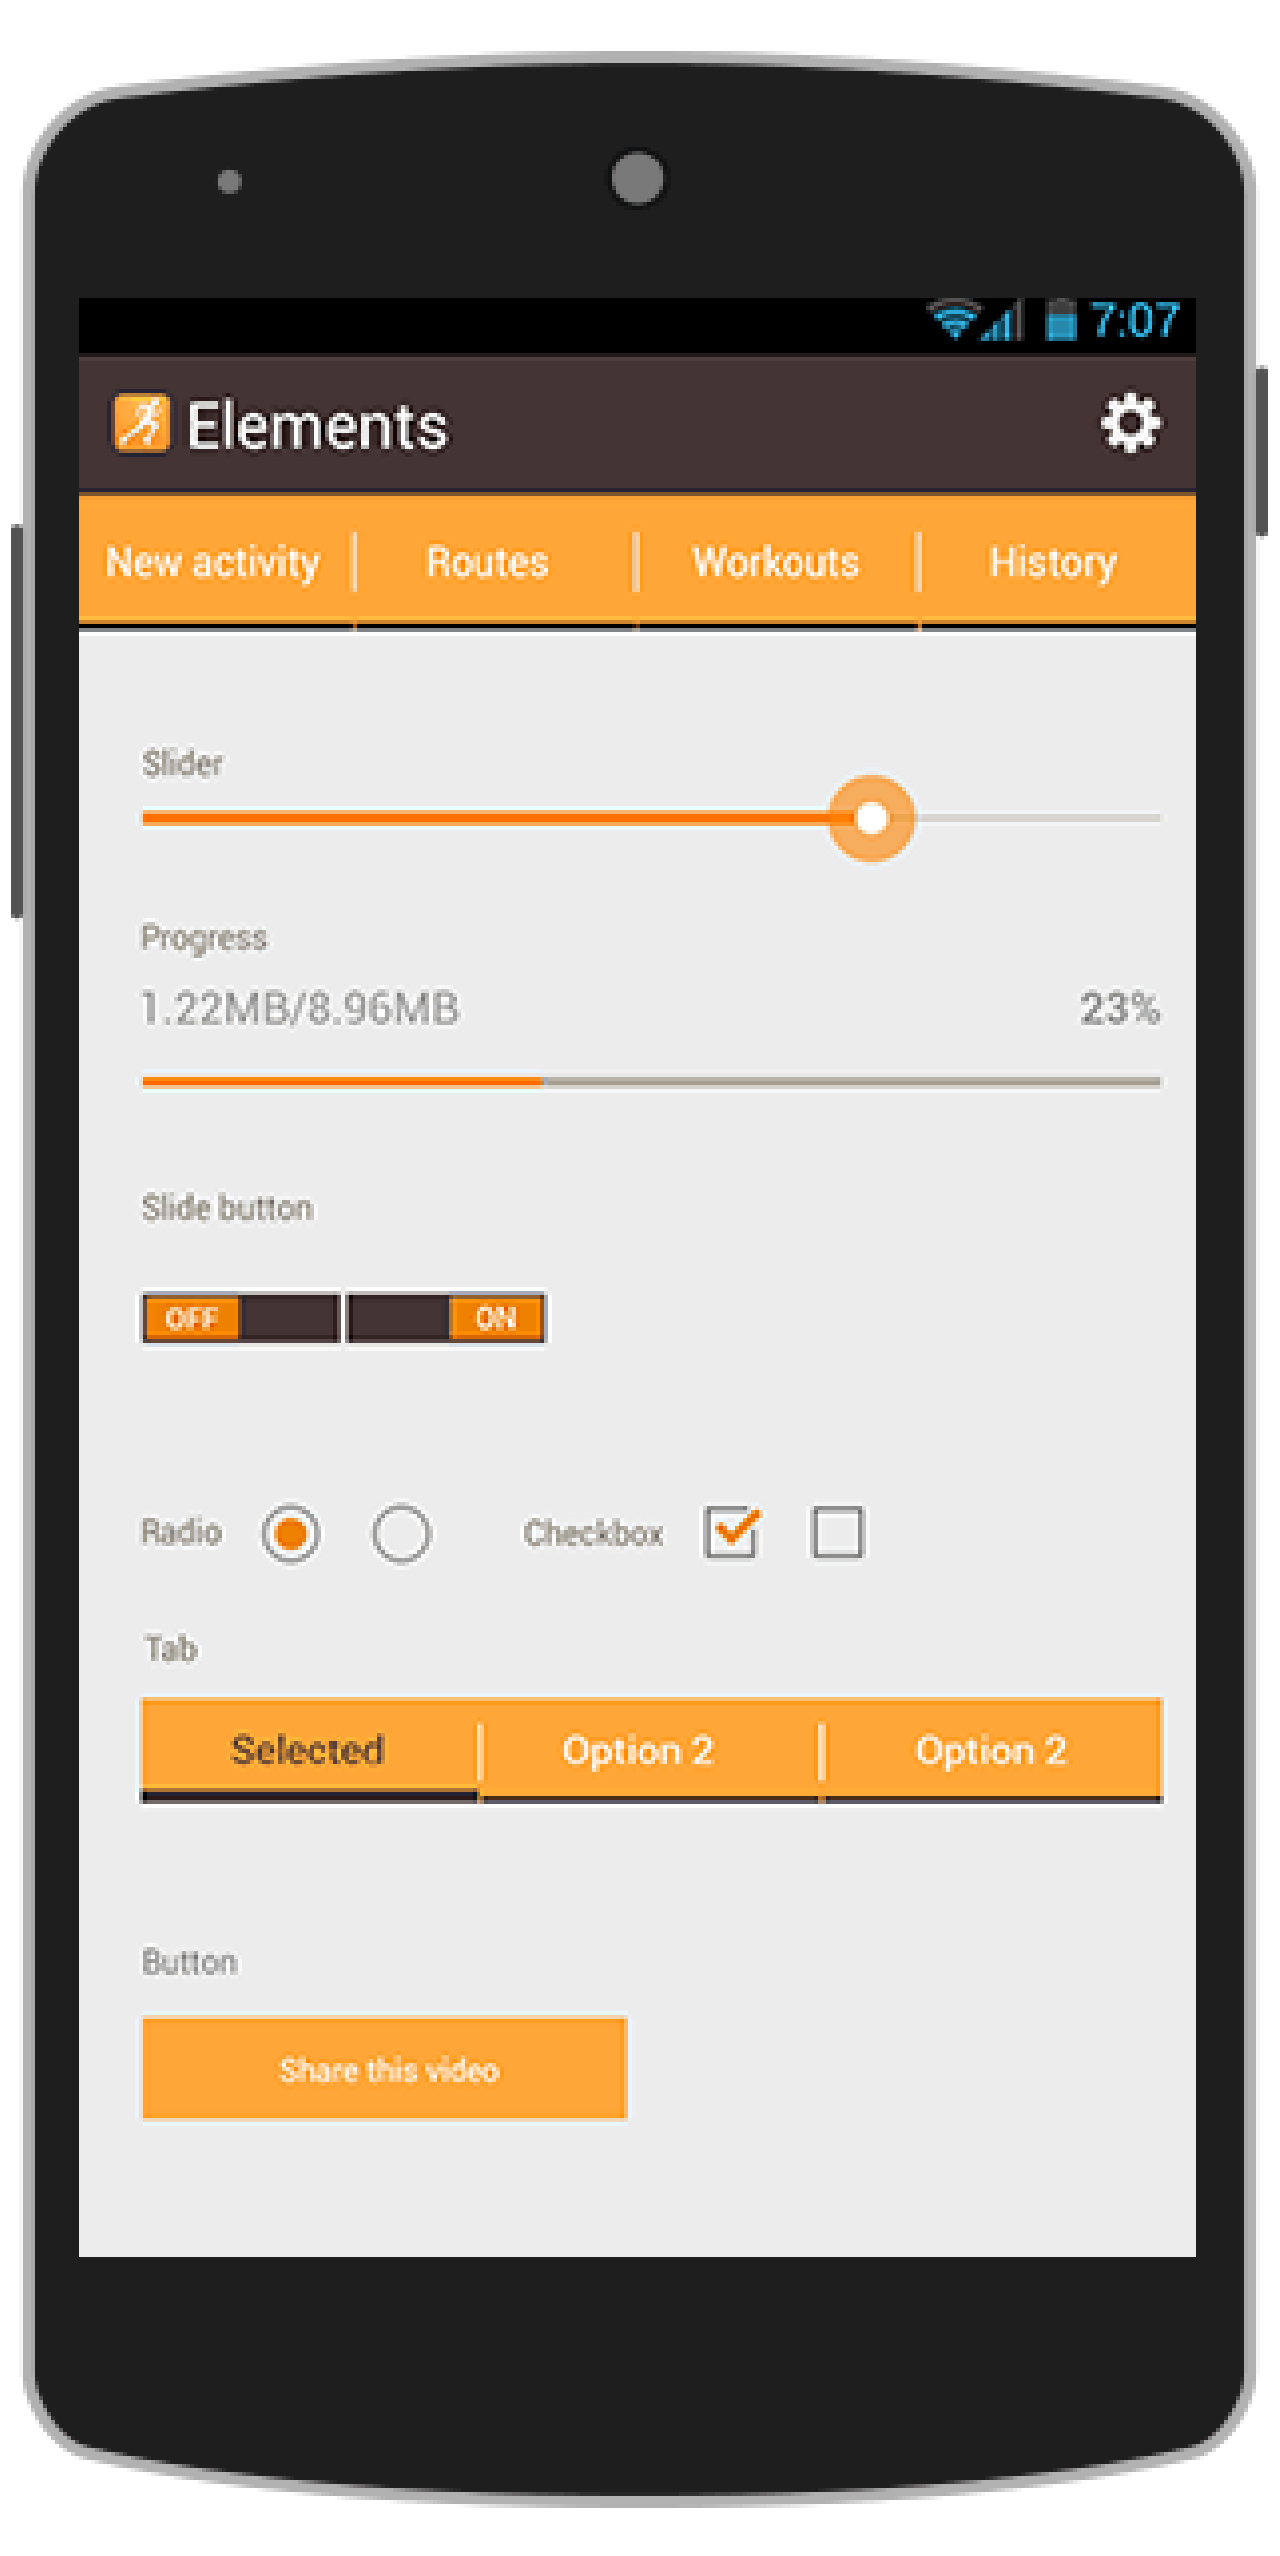 7:07
Elements
New activity Routes Workouts History
Slider
Progress
1.22MB/8.96MB 23%
Slide button
OFF ON
Radio Checkbox
Tab
Selected Option 2 Option 2
Button
Share this video